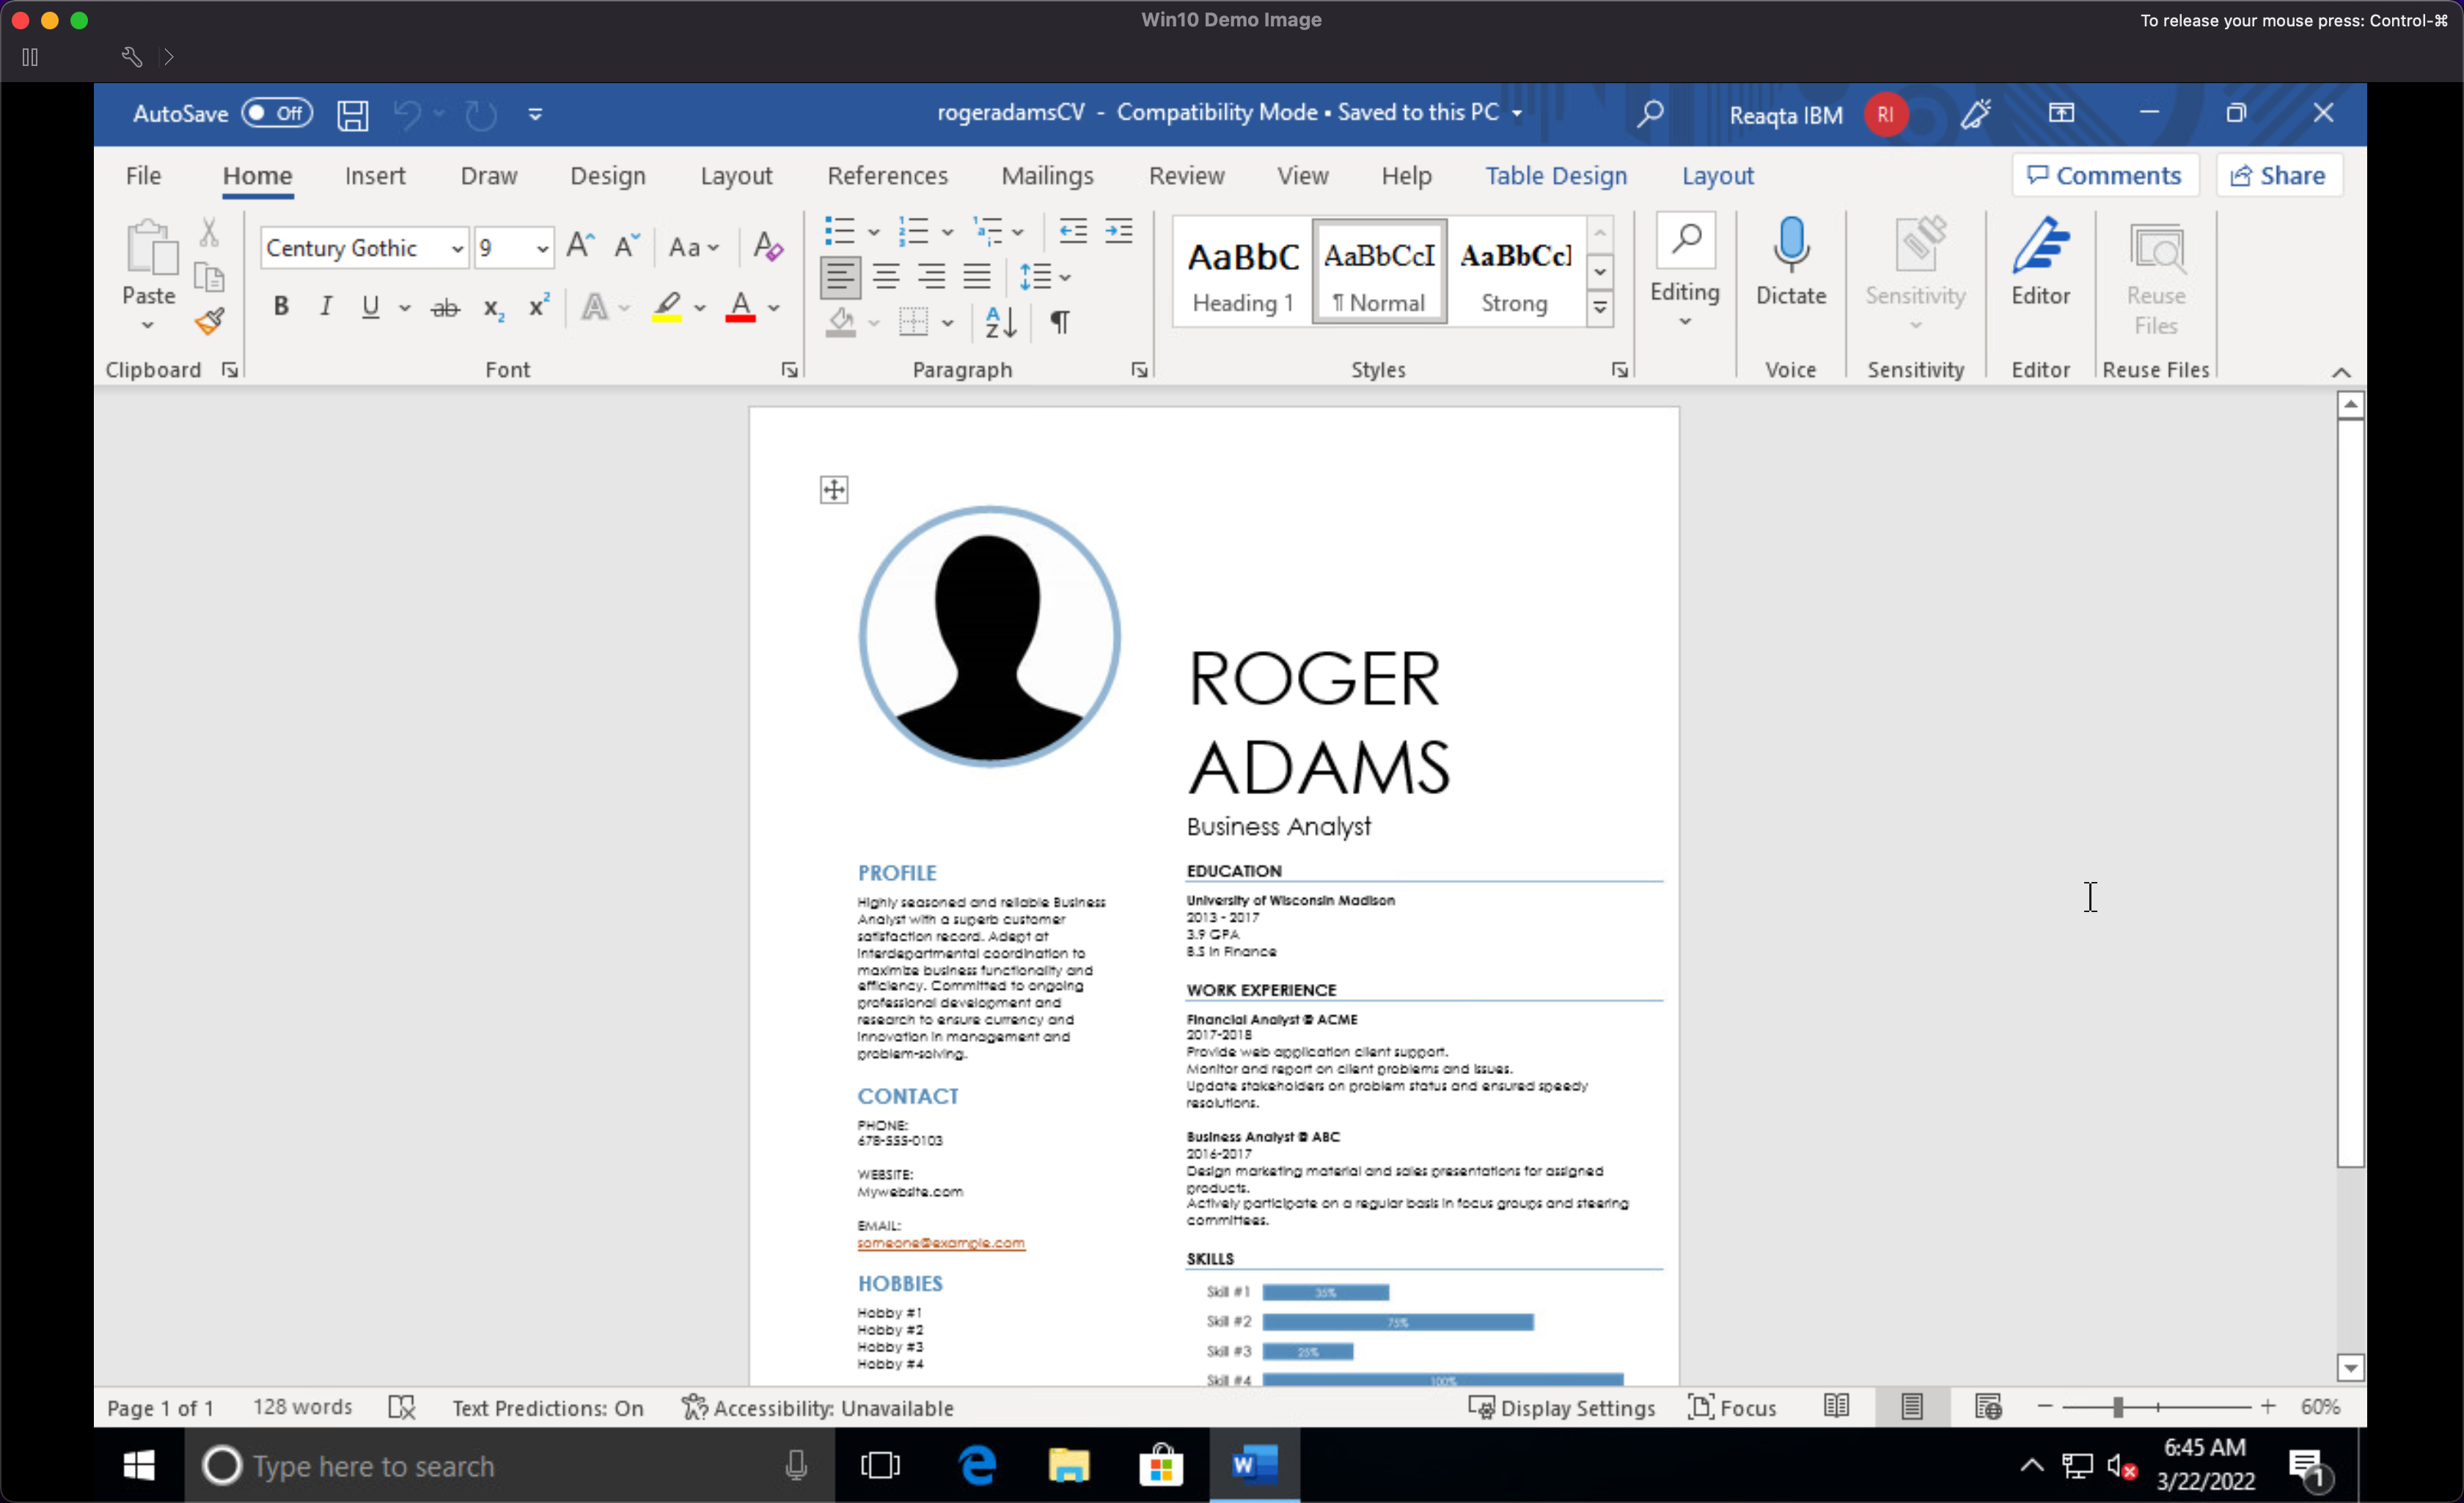 Win10 Demo Image
To release your mouse press: Control-⌘
AutoSave Off
rogeradamsCV - Compatibility Mode • Saved to this PC
Reaqta IBM RI
File Home Insert Draw Design Layout References Mailings Review View Help Table Design Layout
Comments Share
Paste
Clipboard
Century Gothic 9
Aa
B I U ab x₂ x² A A
Font
Paragraph
AaBbC AaBbCcI AaBbCcl
Heading 1 ¶ Normal Strong
Styles
Editing
Dictate
Voice
Sensitivity
Sensitivity
Editor
Editor
Reuse
Files
Reuse Files
ROGER
ADAMS
Business Analyst
PROFILE
Highly seasoned and reliable Business
Analyst with a superb customer
satisfaction record. Adept at
interdepartmental coordination to
maximize business functionality and
efficiency. Committed to ongoing
professional development and
research to ensure currency and
innovation in management and
problem-solving.
CONTACT
PHONE:
678-555-0103
WEBSITE:
Mywebsite.com
EMAIL:
someone@example.com
HOBBIES
Hobby #1
Hobby #2
Hobby #3
Hobby #4
EDUCATION
University of Wisconsin Madison
2013 - 2017
3.9 GPA
B.S in Finance
WORK EXPERIENCE
Financial Analyst @ ACME
2017-2018
Provide web application client support.
Monitor and report on client problems and issues.
Update stakeholders on problem status and ensured speedy
resolutions.
Business Analyst @ ABC
2016-2017
Design marketing material and sales presentations for assigned
products.
Actively participate on a regular basis in focus groups and steering
committees.
SKILLS
Skill #1 35%
Skill #2 75%
Skill #3 25%
Skill #4 100%
Page 1 of 1 128 words Text Predictions: On Accessibility: Unavailable
Display Settings Focus 60%
Type here to search
6:45 AM
3/22/2022
1